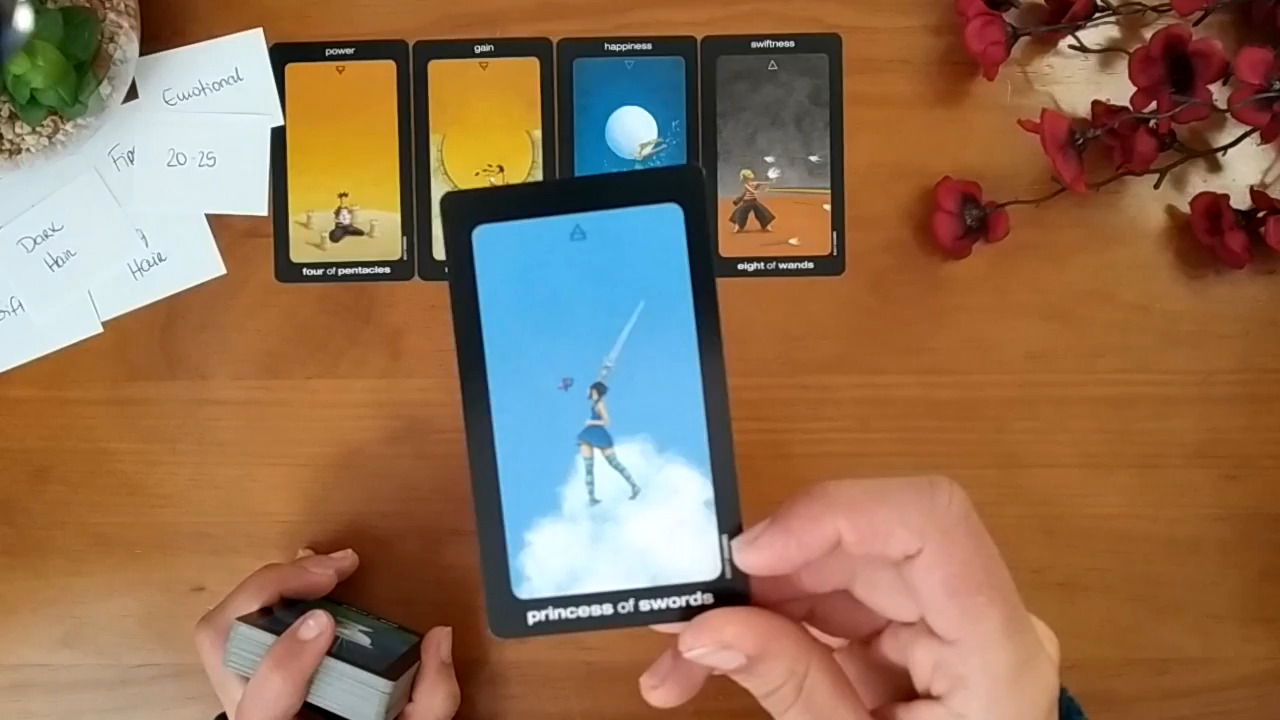 power
gain
happiness
swiftness
Emotional
20-25
Dark
Hair
Hair
four of pentacles
eight of wands
princess of swords